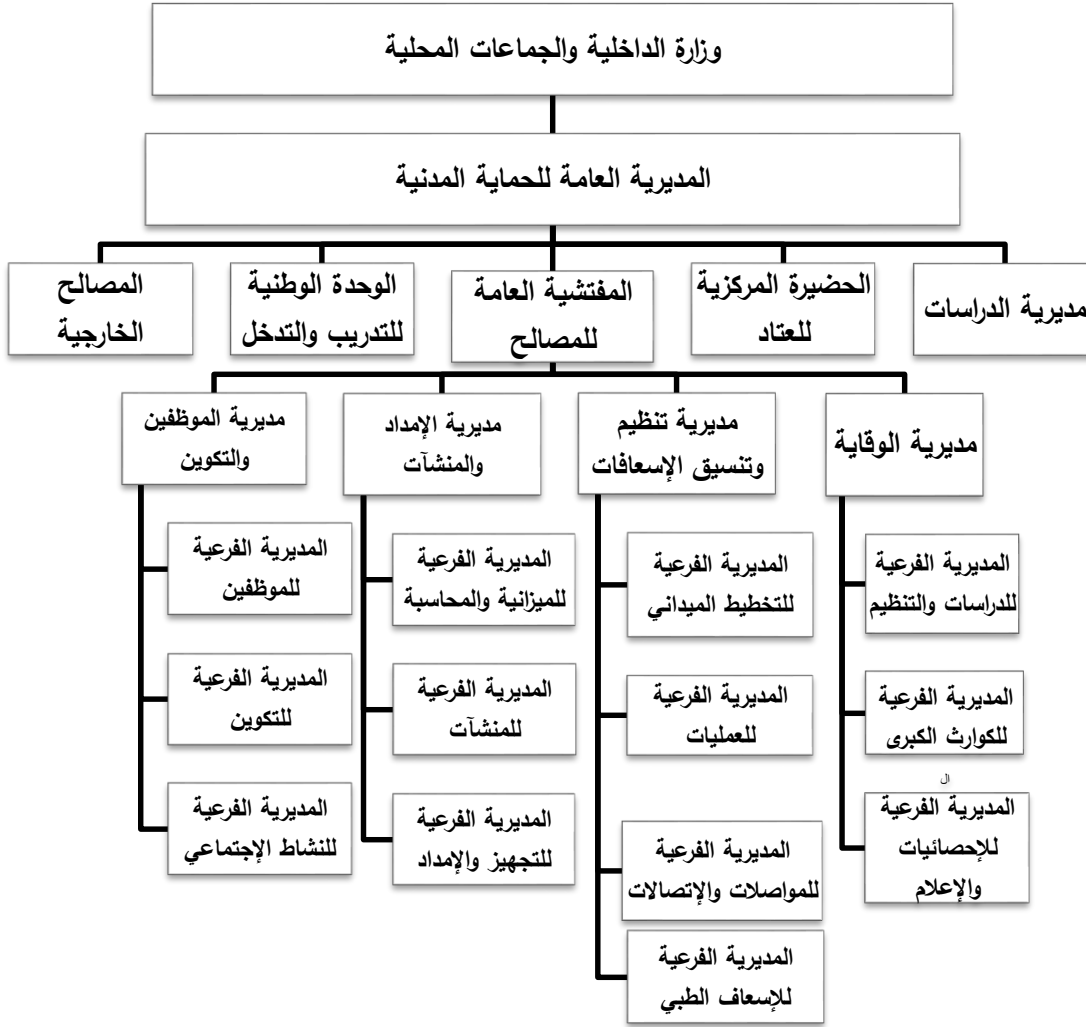 وزارة الداخلية والجماعات المحلية
المديرية العامة للحماية المدنية
مديرية الدراسات
الحضيرة المركزية
للعتاد
المفتشية العامة
للمصالح
الوحدة الوطنية
للتدريب والتدخل
المصالح
الخارجية
مديرية الوقاية
مديرية تنظيم
وتنسيق الإسعافات
مديرية الإمداد
والمنشآت
مديرية الموظفين
والتكوين
المديرية الفرعية
للدراسات والتنظيم
المديرية الفرعية
للكوارث الكبرى
ال
المديرية الفرعية
للإحصائيات
والإعلام
المديرية الفرعية
للتخطيط الميداني
المديرية الفرعية
للعمليات
المديرية الفرعية
للمواصلات والإتصالات
المديرية الفرعية
للإسعاف الطبي
المديرية الفرعية
للميزانية والمحاسبة
المديرية الفرعية
للمنشآت
المديرية الفرعية
للتجهيز والإمداد
المديرية الفرعية
للموظفين
المديرية الفرعية
للتكوين
المديرية الفرعية
للنشاط الإجتماعي